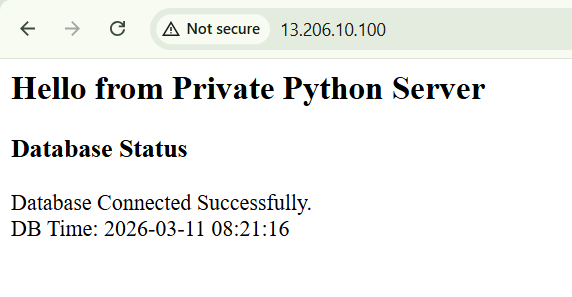 Not secure 13.206.10.100
Hello from Private Python Server
Database Status
Database Connected Successfully.
DB Time: 2026-03-11 08:21:16